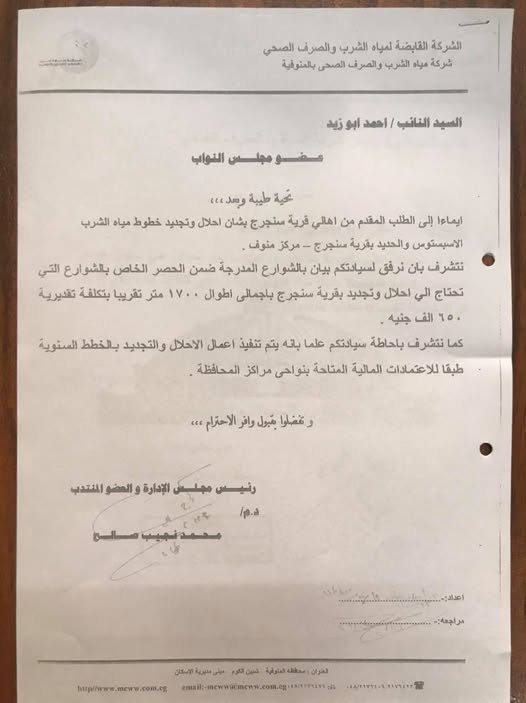 الشركة القابضة لمياه الشرب والصرف الصحي
شركة مياه الشرب والصرف الصحى بالمنوفية
السيد النائب / احمد ابو زيد
عضو مجلس النواب
تحية طيبة وبعد ،،،
ايماءا إلى الطلب المقدم من اهالي قرية سنجرج بشان احلال وتجديد خطوط مياه الشرب
الاسبستوس والحديد بقرية سنجرج – مركز منوف .
نتشرف بان نرفق لسيادتكم بيان بالشوارع المدرجة ضمن الحصر الخاص بالشوارع التي
تحتاج الي احلال وتجديد بقرية سنجرج باجمالى اطوال ١٧٠٠ متر تقريبا بتكلفة تقديرية
٦٥٠ الف جنيه .
كما نتشرف باحاطة سيادتكم علما بانه يتم تنفيذ اعمال الاحلال والتجديد بالخطط السنوية
طبقا للاعتمادات المالية المتاحة بنواحى مراكز المحافظة .
و تفضلوا بقبول وافر الاحترام ،،،
رئيس مجلس الإدارة و العضو المنتدب
د.م/
محمد نجيب صالح
اعداد:-
مراجعه:-
العنوان : محافظه المنوفية - شبين الكوم - مبنى مديرية الاسكان
http//www.mcww.com.eg email:-mcww@mcww.com.eg